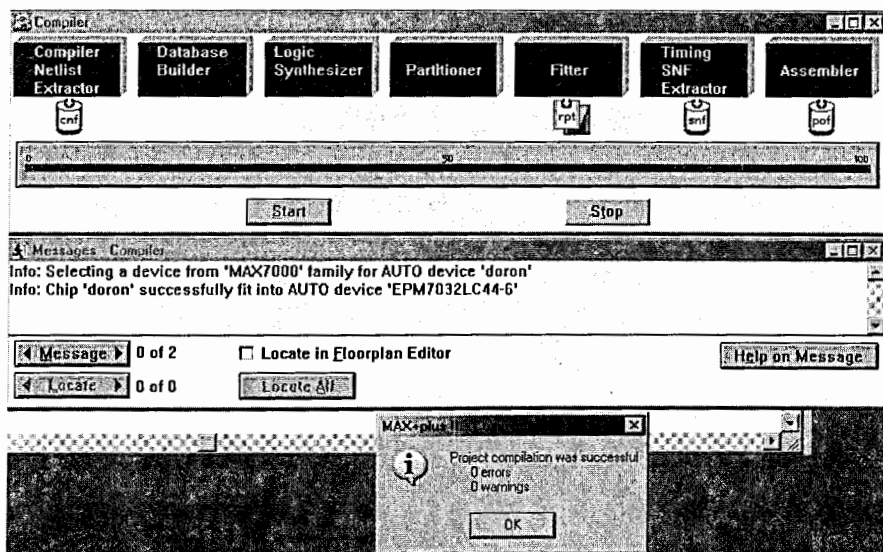 Compiler
Compiler
Netlist
Extractor
Database
Builder
Logic
Synthesizer
Partitioner
Fitter
Timing
SNF
Extractor
Assembler
cnf
rpt
snf
pof
0 50 100
Start Stop
Messages - Compiler
Info: Selecting a device from 'MAX7000' family for AUTO device 'doron'
Info: Chip 'doron' successfully fit into AUTO device 'EPM7032LC44-6'
Message 0 of 2 Locate in Floorplan Editor Help on Message
Locate 0 of 0 Locate All
MAX+plus II
Project compilation was successful
0 errors
0 warnings
OK